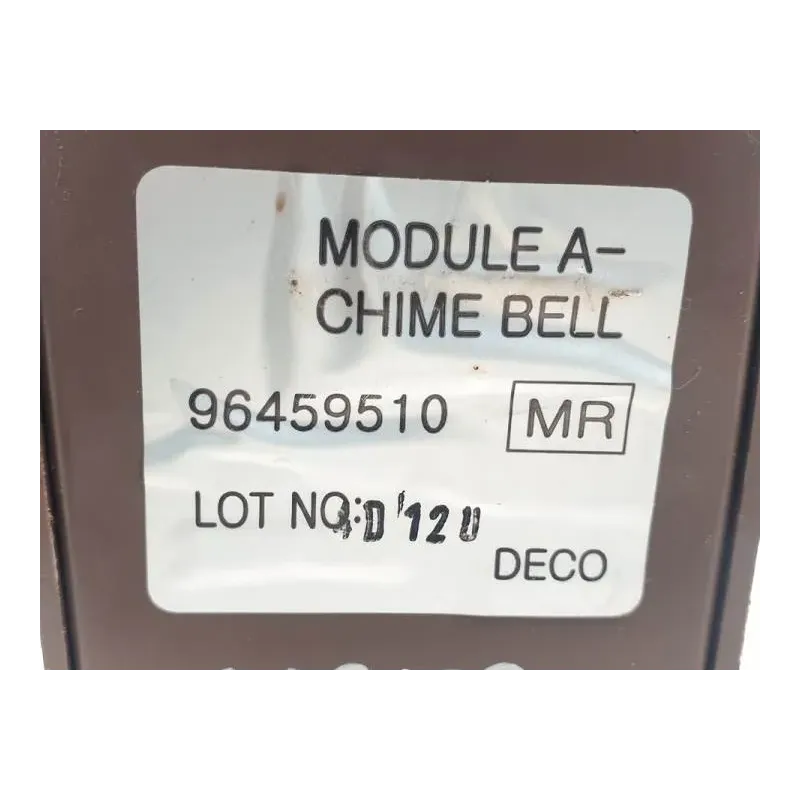 MODULE A-
CHIME BELL
96459510 MR
LOT NO:
DECO